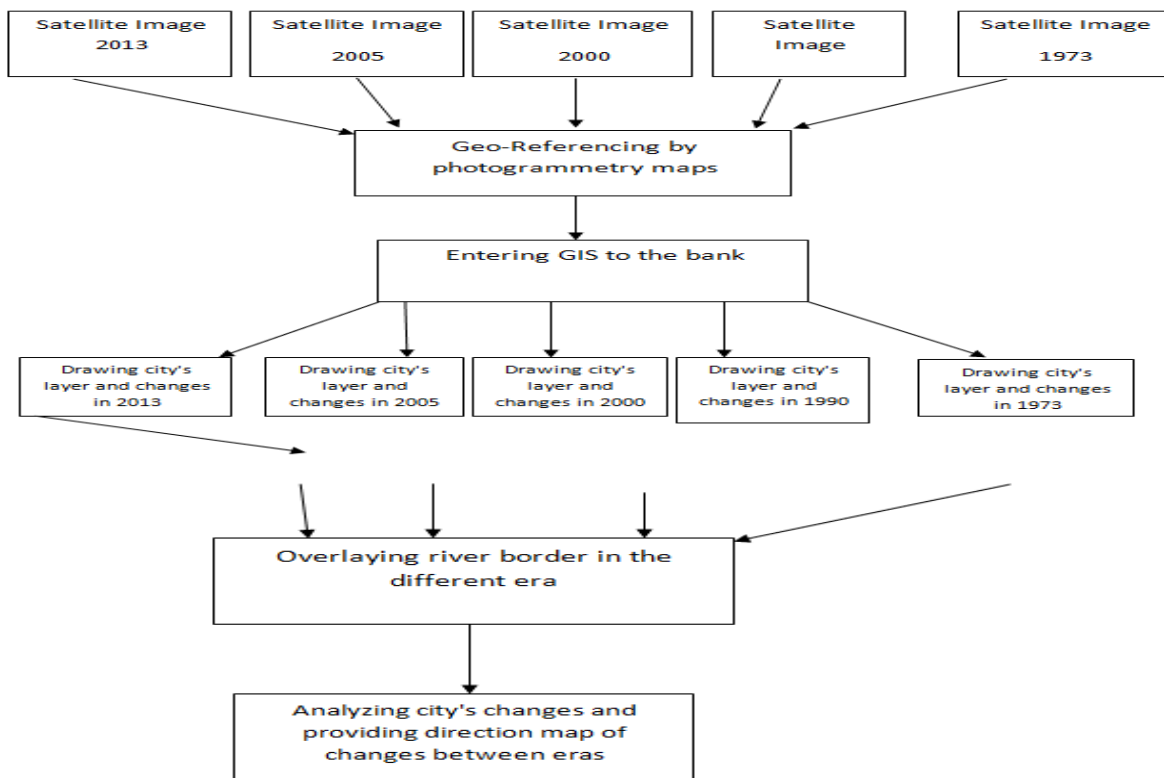 Satellite Image
2013
Satellite Image
2005
Satellite Image
2000
Satellite
Image
Satellite Image
1973
Geo-Referencing by
photogrammetry maps
Entering GIS to the bank
Drawing city's
layer and changes
in 2013
Drawing city's
layer and
changes in 2005
Drawing city's
layer and
changes in 2000
Drawing city's
layer and
changes in 1990
Drawing city's
layer and changes
in 1973
Overlaying river border in the
different era
Analyzing city's changes and
providing direction map of
changes between eras